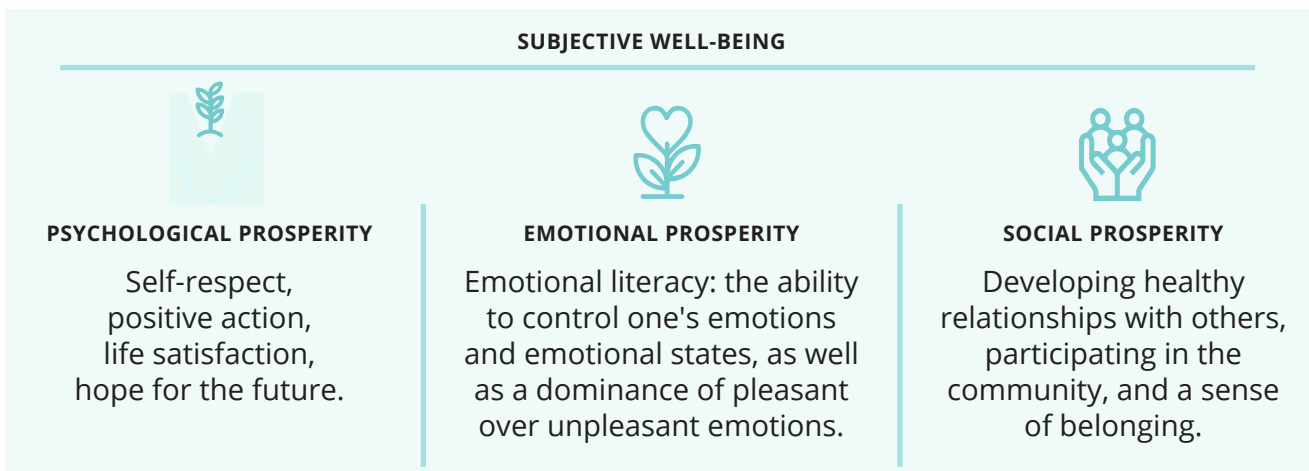 SUBJECTIVE WELL-BEING
PSYCHOLOGICAL PROSPERITY
Self-respect,
positive action,
life satisfaction,
hope for the future.
EMOTIONAL PROSPERITY
Emotional literacy: the ability
to control one's emotions
and emotional states, as well
as a dominance of pleasant
over unpleasant emotions.
SOCIAL PROSPERITY
Developing healthy
relationships with others,
participating in the
community, and a sense
of belonging.